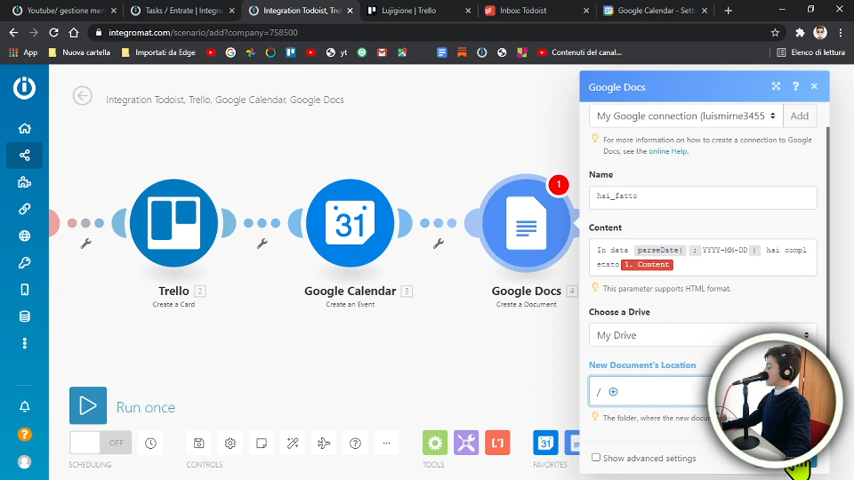 Youtube/ gestione me
Tasks / Entrate | Integro
Integration Todoist, Tre
Lujigione | Trello
Inbox: Todoist
Google Calendar - Sett
integromat.com/scenario/add?company=758500
App
Nuova cartella
Importati da Edge
yt
Contenuti del canal...
Elenco di lettura
Integration Todoist, Trello, Google Calendar, Google Docs
Google Docs
?
My Google connection (luismirne3455
Add
For more information on how to create a connection to Google
Docs, see the online Help.
Name
hai_fatto
Content
In data parseDate( ; YYYY-MM-DD ) hai compl
etato 1. Content
This parameter supports HTML format.
Choose a Drive
My Drive
New Document's Location
/
The folder, where the new docu
Show advanced settings
31
1
Trello 2
Create a Card
Google Calendar 3
Create an Event
Google Docs 4
Create a Document
Run once
OFF
SCHEDULING
CONTROLS
TOOLS
31
FAVORITES